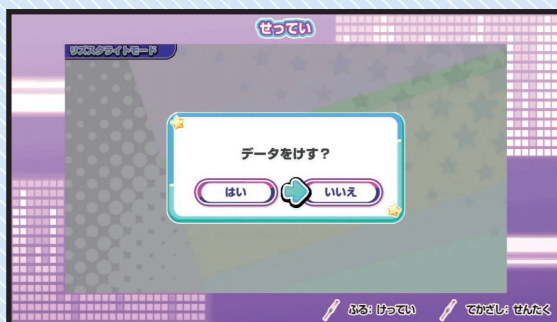 せってい
リズスタライトモード
データをけす?
はい いいえ
ふる: けってい てかざし: せんたく